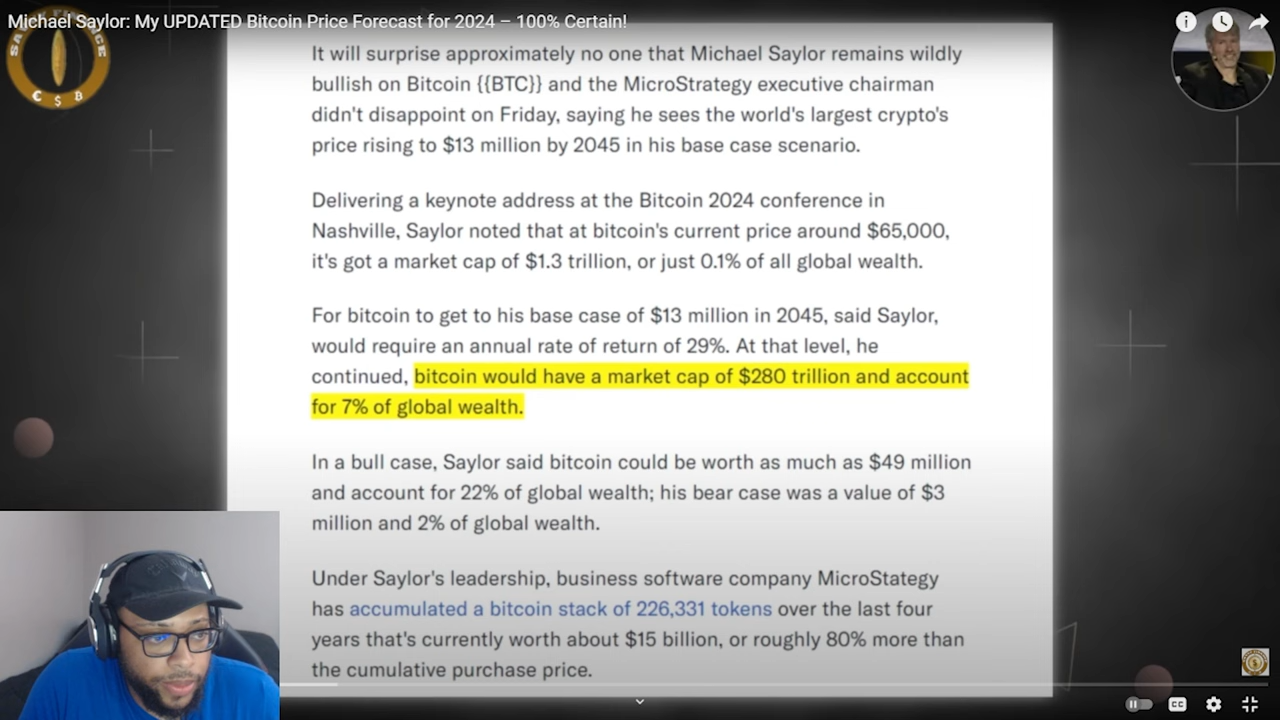 Michael Saylor: My UPDATED Bitcoin Price Forecast for 2024 – 100% Certain!
It will surprise approximately no one that Michael Saylor remains wildly
bullish on Bitcoin {{BTC}} and the MicroStrategy executive chairman
didn't disappoint on Friday, saying he sees the world's largest crypto's
price rising to $13 million by 2045 in his base case scenario.
Delivering a keynote address at the Bitcoin 2024 conference in
Nashville, Saylor noted that at bitcoin's current price around $65,000,
it's got a market cap of $1.3 trillion, or just 0.1% of all global wealth.
For bitcoin to get to his base case of $13 million in 2045, said Saylor,
would require an annual rate of return of 29%. At that level, he
continued, bitcoin would have a market cap of $280 trillion and account
for 7% of global wealth.
In a bull case, Saylor said bitcoin could be worth as much as $49 million
and account for 22% of global wealth; his bear case was a value of $3
million and 2% of global wealth.
Under Saylor's leadership, business software company MicroStategy
has accumulated a bitcoin stack of 226,331 tokens over the last four
years that's currently worth about $15 billion, or roughly 80% more than
the cumulative purchase price.
CC